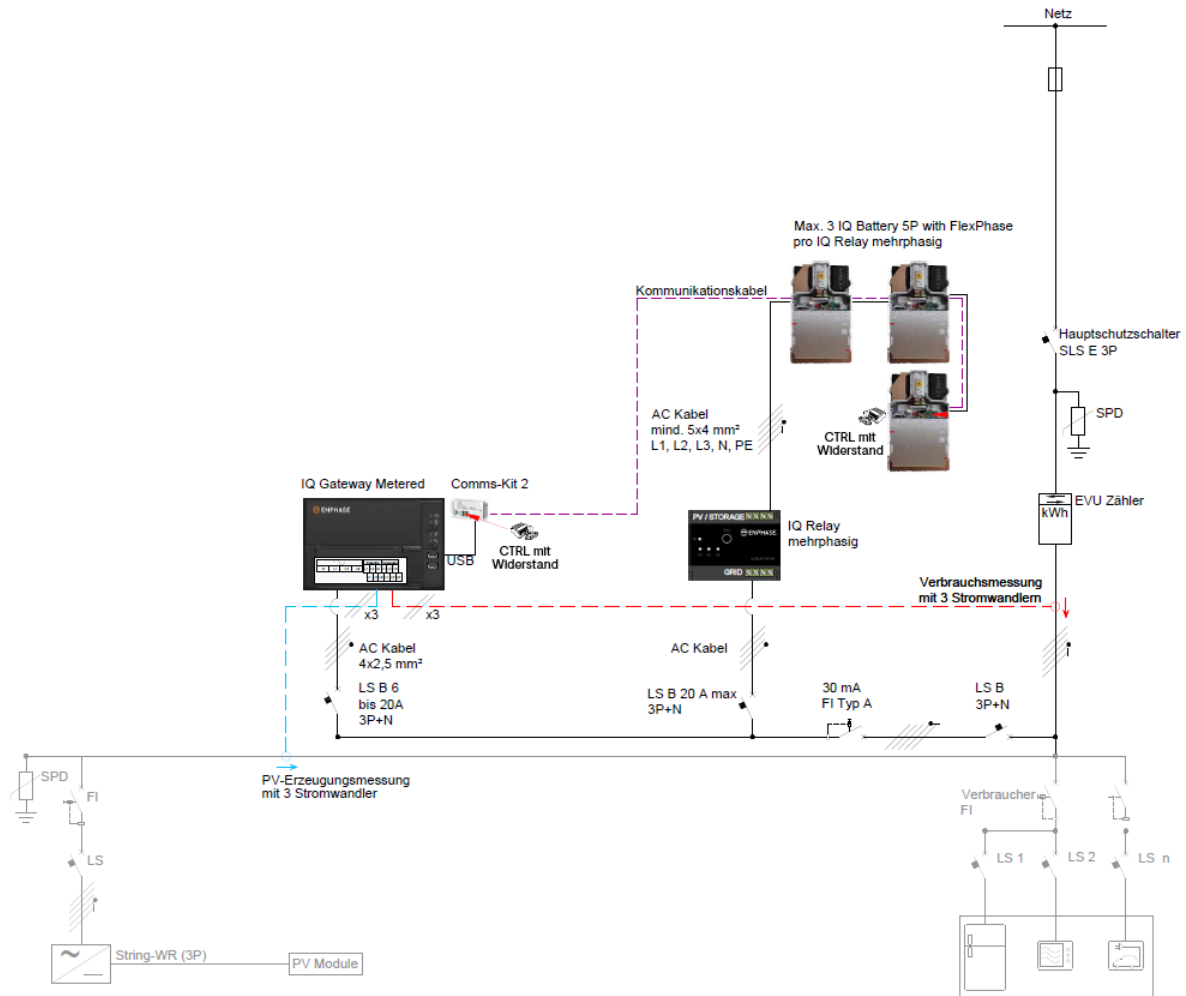 Netz
Max. 3 IQ Battery 5P with FlexPhase
pro IQ Relay mehrphasig
Kommunikationskabel
Hauptschutzschalter
SLS E 3P
AC Kabel
mind. 5x4 mm²
L1, L2, L3, N, PE
CTRL mit
Widerstand
SPD
IQ Gateway Metered
Comms-Kit 2
ENPHASE
USB
CTRL mit
Widerstand
PV / STORAGE
ENPHASE
GRID
IQ Relay
mehrphasig
EVU Zähler
kWh
Verbrauchsmessung
mit 3 Stromwandlern
x3
x3
AC Kabel
4x2,5 mm²
AC Kabel
LS B 6
bis 20A
3P+N
LS B 20 A max
3P+N
30 mA
FI Typ A
LS B
3P+N
SPD
FI
PV-Erzeugungsmessung
mit 3 Stromwandler
Verbraucher
FI
LS
LS 1
LS 2
LS n
String-WR (3P)
PV Module